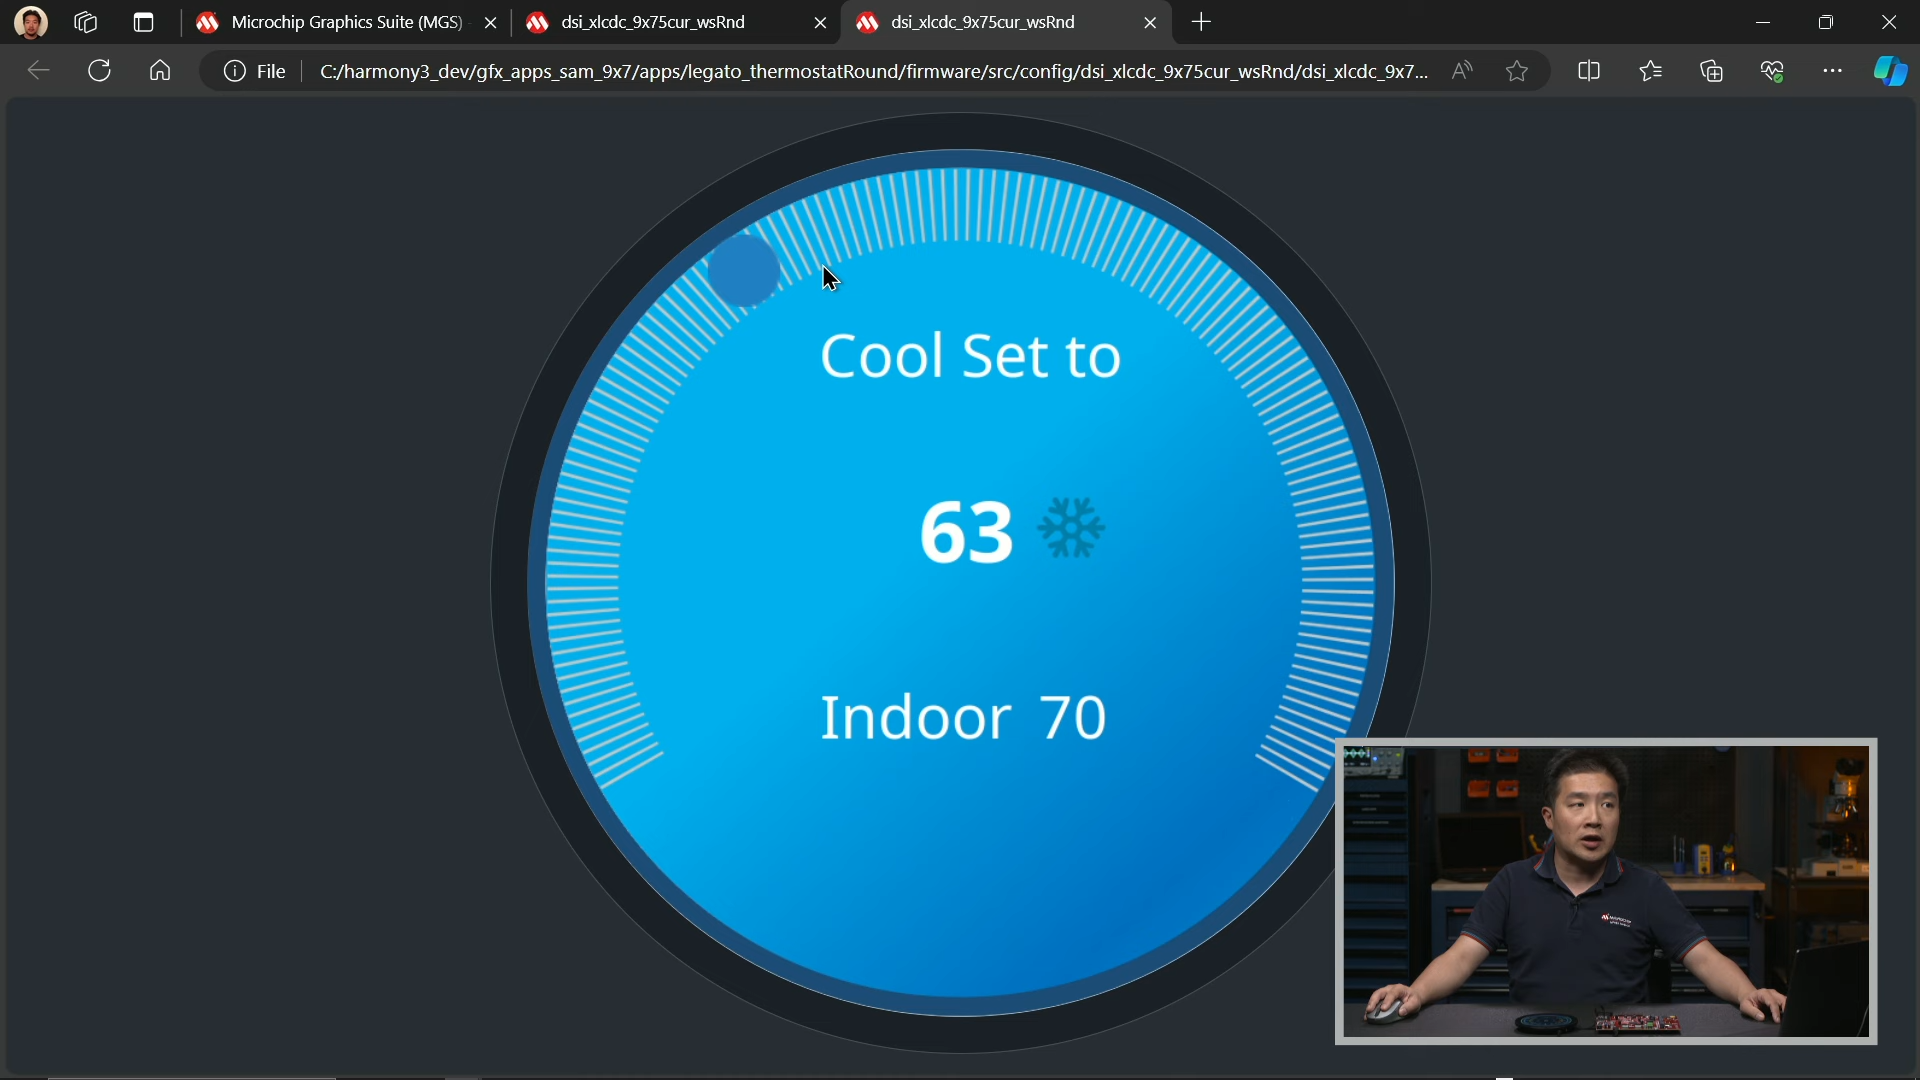 Microchip Graphics Suite (MGS)
dsi_xlcdc_9x75cur_wsRnd
dsi_xlcdc_9x75cur_wsRnd
File
C:/harmony3_dev/gfx_apps_sam_9x7/apps/legato_thermostatRound/firmware/src/config/dsi_xlcdc_9x75cur_wsRnd/dsi_xlcdc_9x7...
Cool Set to
63
Indoor 70